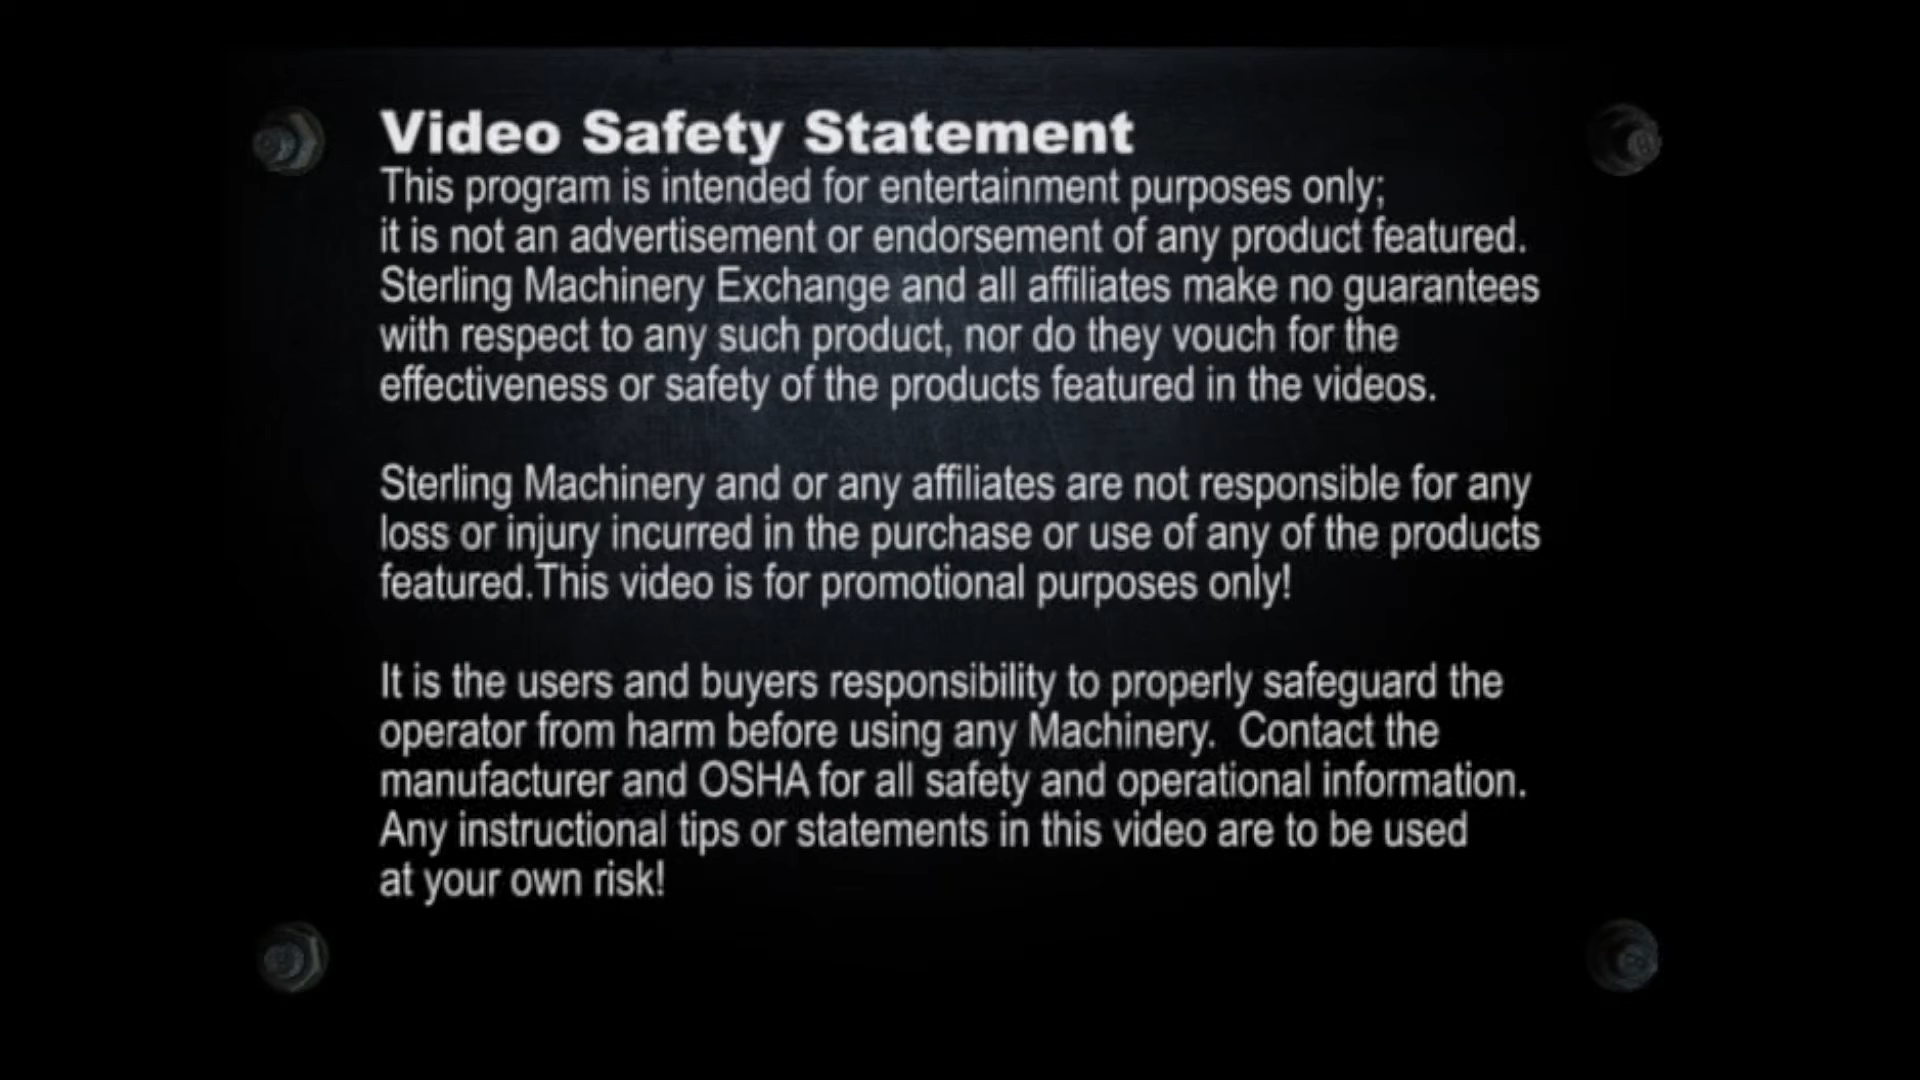 Video Safety Statement
This program is intended for entertainment purposes only;
it is not an advertisement or endorsement of any product featured.
Sterling Machinery Exchange and all affiliates make no guarantees
with respect to any such product, nor do they vouch for the
effectiveness or safety of the products featured in the videos.
Sterling Machinery and or any affiliates are not responsible for any
loss or injury incurred in the purchase or use of any of the products
featured.This video is for promotional purposes only!
It is the users and buyers responsibility to properly safeguard the
operator from harm before using any Machinery.  Contact the
manufacturer and OSHA for all safety and operational information.
Any instructional tips or statements in this video are to be used
at your own risk!